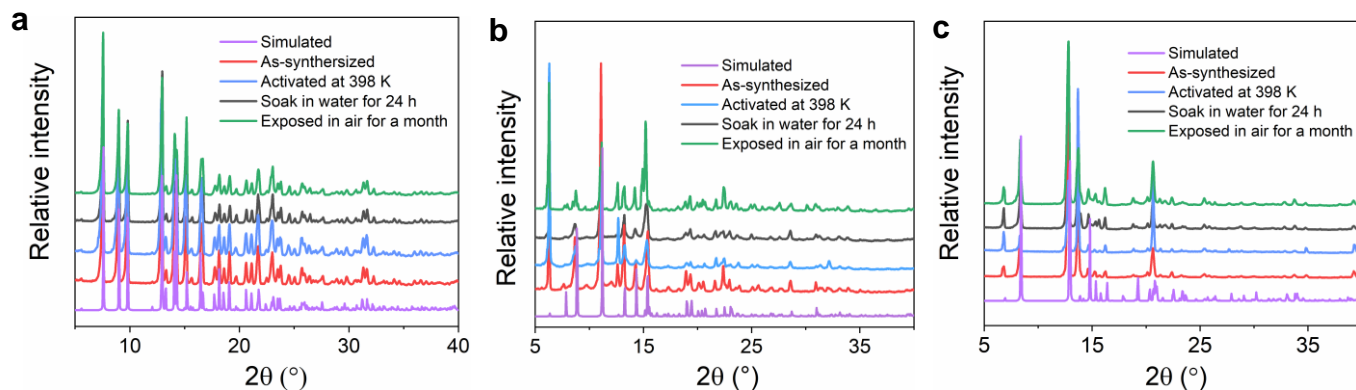 a
Relative intensity
Simulated
As-synthersized
Activated at 398 K
Soak in water for 24 h
Exposed in air for a month
10 20 30 40
2θ (°)
b
Relative intensity
Simulated
As-synthesized
Activated at 398 K
Soak in water for 24 h
Exposed in air for a month
5 15 25 35
2θ (°)
c
Relative intensity
Simulated
As-synthesized
Activated at 398 K
Soak in water for 24 h
Exposed in air for a month
5 15 25 35
2θ (°)